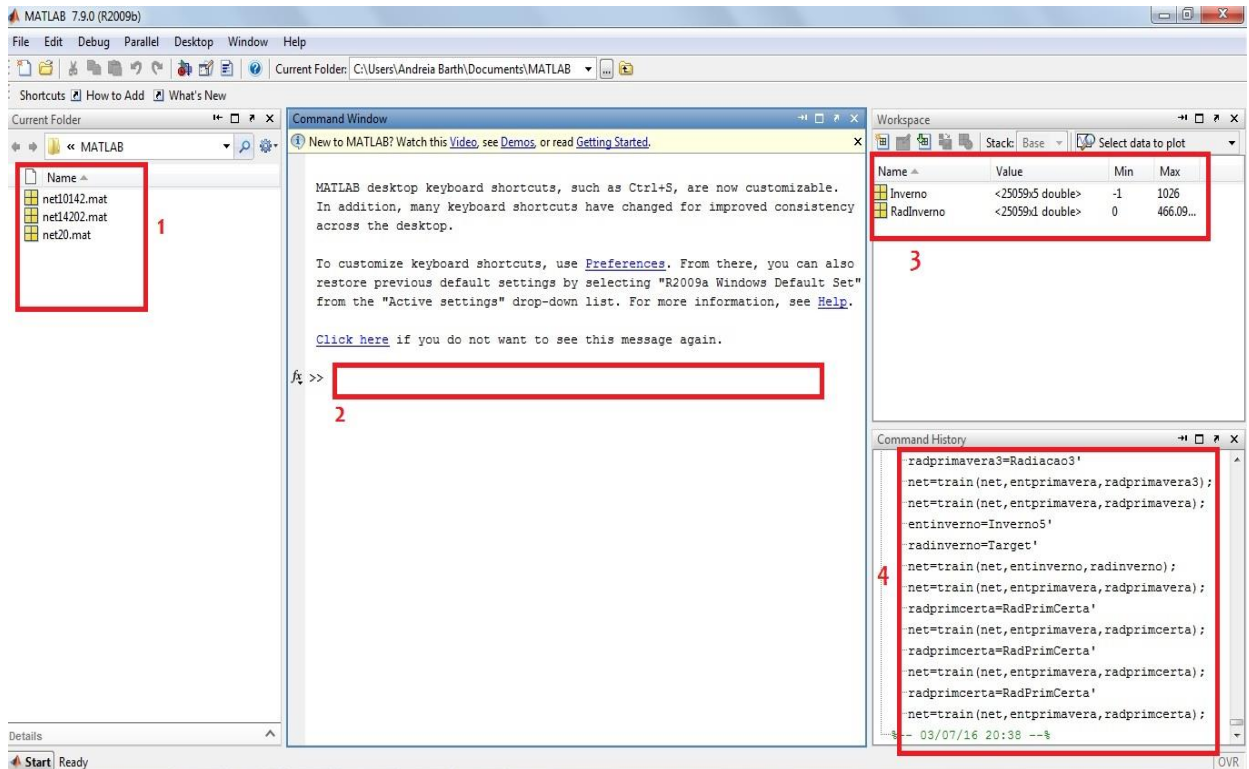 MATLAB 7.9.0 (R2009b)
File Edit Debug Parallel Desktop Window Help
Current Folder: C:\Users\Andreia Barth\Documents\MATLAB
Shortcuts How to Add What's New
Current Folder
« MATLAB
Name
net10142.mat
net14202.mat
net20.mat
1
Details
Command Window
New to MATLAB? Watch this Video, see Demos, or read Getting Started.
MATLAB desktop keyboard shortcuts, such as Ctrl+S, are now customizable.
In addition, many keyboard shortcuts have changed for improved consistency
across the desktop.
To customize keyboard shortcuts, use Preferences. From there, you can also
restore previous default settings by selecting "R2009a Windows Default Set"
from the "Active settings" drop-down list. For more information, see Help.
Click here if you do not want to see this message again.
fx >>
2
Workspace
Stack: Base Select data to plot
Name Value Min Max
Inverno <25059x5 double> -1 1026
RadInverno <25059x1 double> 0 466.09...
3
Command History
radprimavera3=Radiacao3'
net=train(net,entprimavera,radprimavera3);
net=train(net,entprimavera,radprimavera);
entinverno=Inverno5'
radinverno=Target'
net=train(net,entinverno,radinverno);
net=train(net,entprimavera,radprimavera);
radprimcerta=RadPrimCerta'
net=train(net,entprimavera,radprimcerta);
radprimcerta=RadPrimCerta'
net=train(net,entprimavera,radprimcerta);
radprimcerta=RadPrimCerta'
net=train(net,entprimavera,radprimcerta);
%-- 03/07/16 20:38 --%
4
Start Ready
OVR